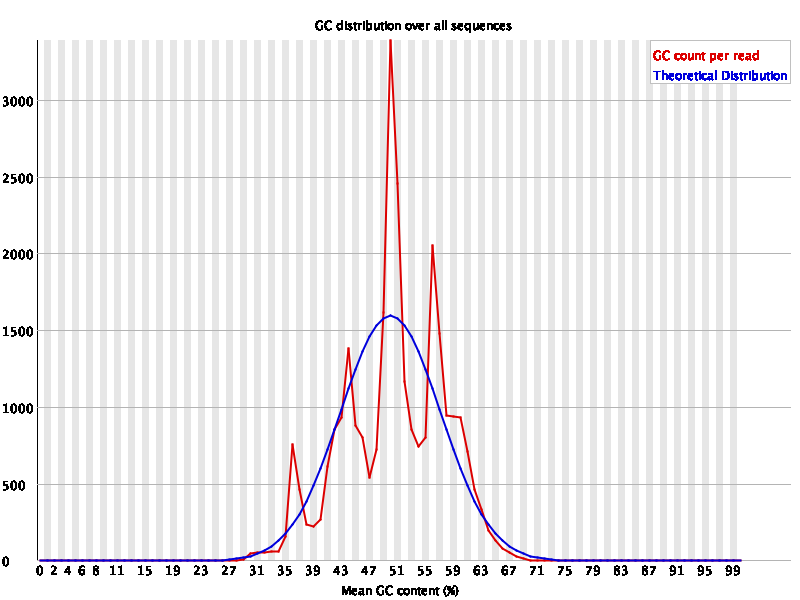 GC distribution over all sequences
GC count per read
Theoretical Distribution
3000
2500
2000
1500
1000
500
0
0 2 4 6 8 11 15 19 23 27 31 35 39 43 47 51 55 59 63 67 71 75 79 83 87 91 95 99
Mean GC content (%)